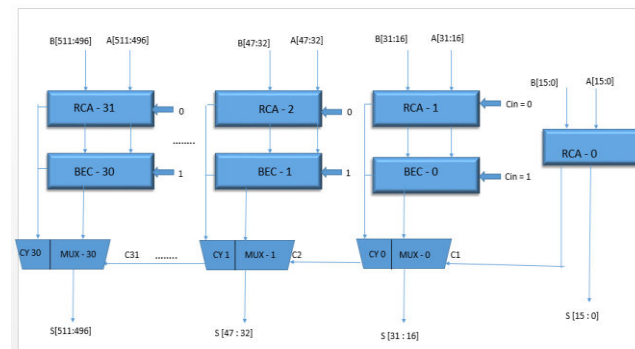 B[511:496] A[511:496]
B[47:32] A[47:32]
B[31:16] A[31:16]
B[15:0] A[15:0]
RCA - 31
0
RCA - 2
0
RCA - 1
Cin = 0
RCA - 0
........
BEC - 30
1
BEC - 1
1
BEC - 0
Cin = 1
CY 30 MUX - 30
C31
........
CY 1 MUX - 1
C2
CY 0 MUX - 0
C1
S[511:496]
S [47 : 32]
S [31 : 16]
S [15 : 0]